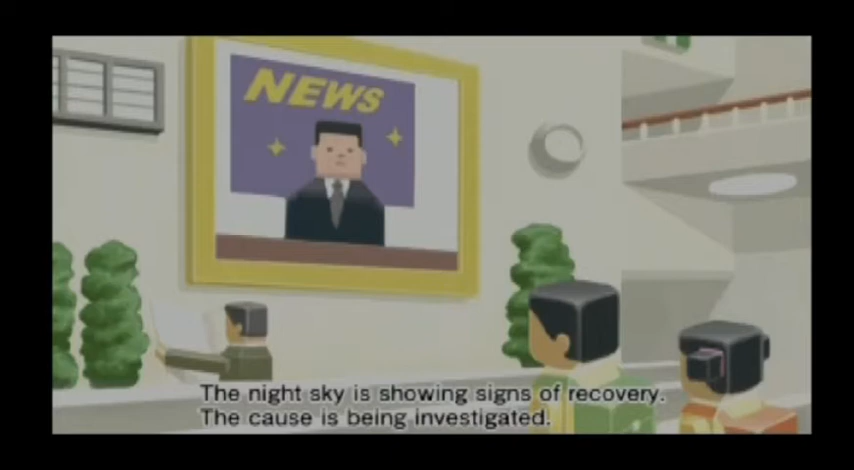 NEWS
The night sky is showing signs of recovery.
The cause is being investigated.